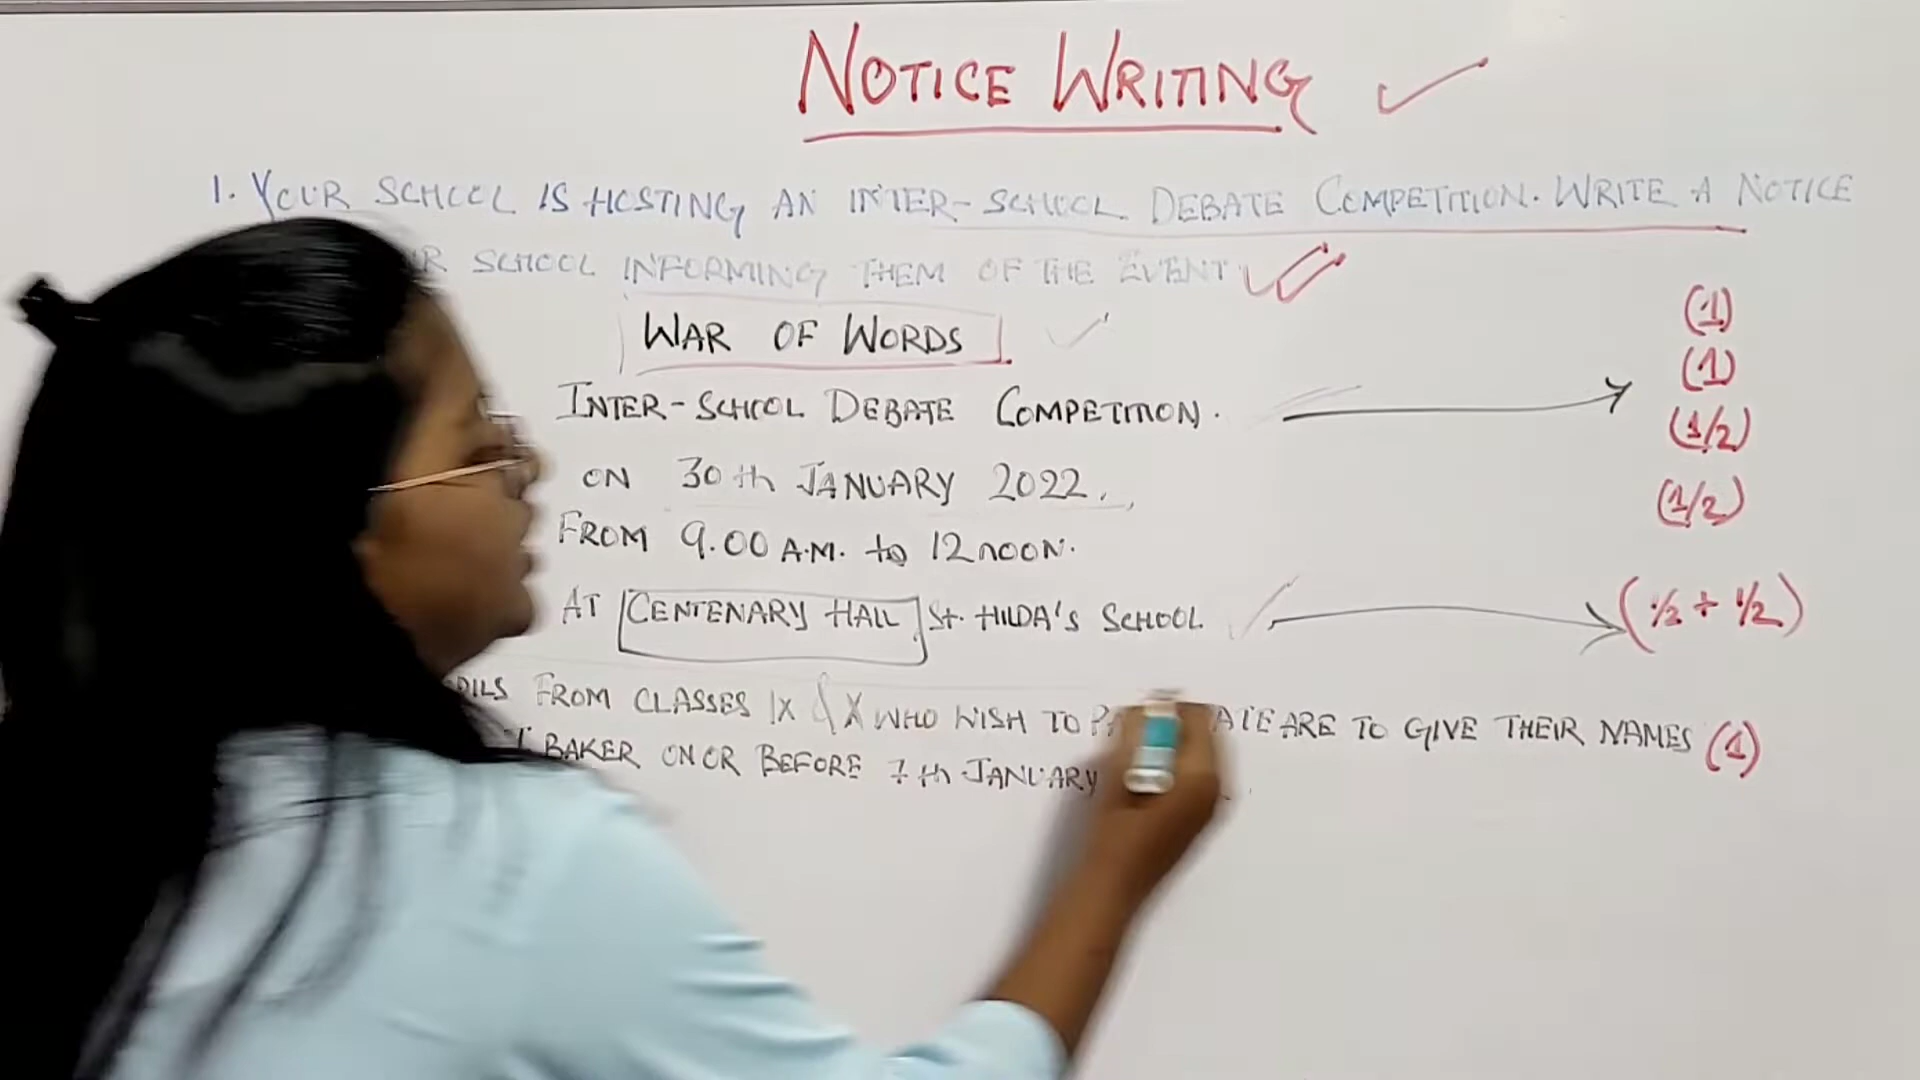 NOTICE WRITING
1. YOUR SCHOOL IS HOSTING AN INTER-SCHOOL DEBATE COMPETITION. WRITE A NOTICE
SCHOOL INFORMING THEM OF THE EVENT
(1)
WAR OF WORDS
(1)
INTER-SCHOOL DEBATE COMPETITION.
(1/2)
ON 30th JANUARY 2022.
(1/2)
FROM 9.00 A.M. to 12 NOON.
AT CENTENARY HALL St. HILDA'S SCHOOL (1/2 + 1/2)
FROM CLASSES IX & X WHO WISH TO ARE TO GIVE THEIR NAMES (1)
BAKER ON OR BEFORE 7th JANUARY